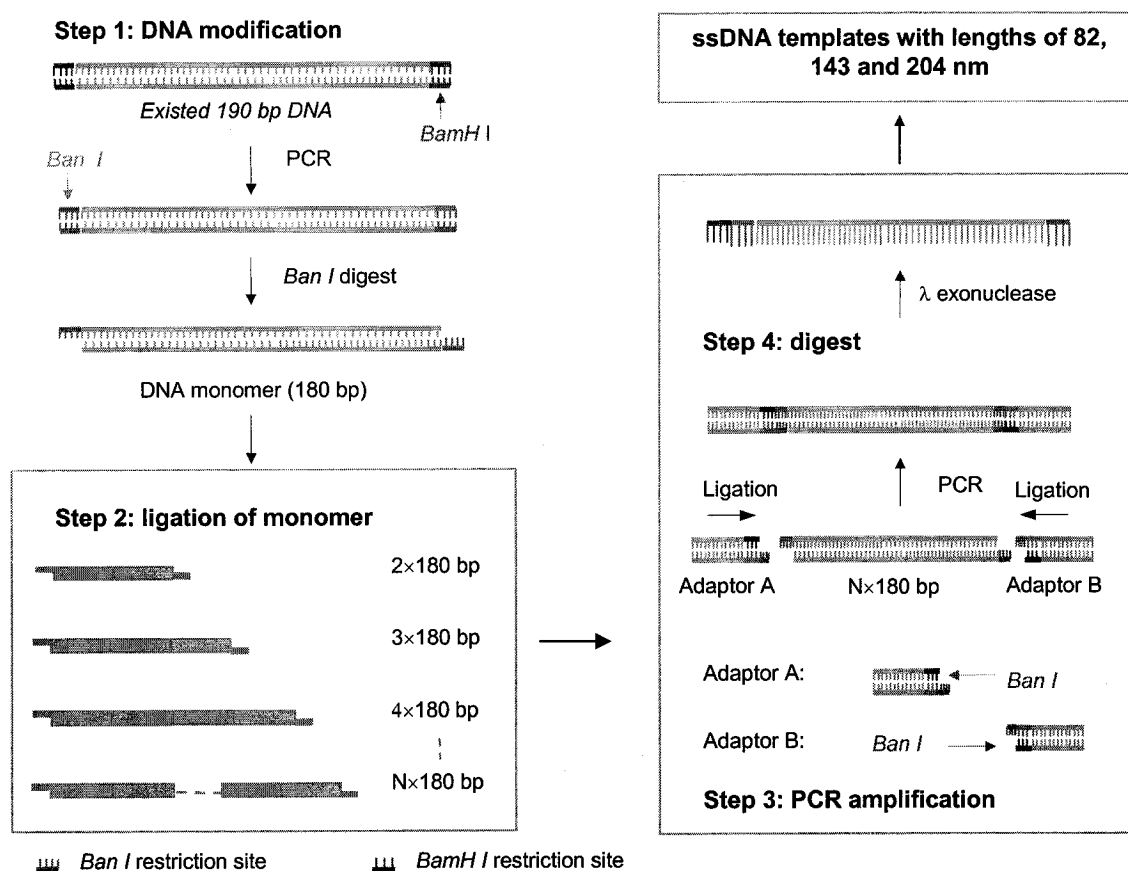 Step 1: DNA modification
Existed 190 bp DNA
BamH I
Ban I
PCR
Ban I digest
DNA monomer (180 bp)
Step 2: ligation of monomer
2×180 bp
3×180 bp
4×180 bp
N×180 bp
ssDNA templates with lengths of 82,
143 and 204 nm
λ exonuclease
Step 4: digest
Ligation
PCR
Ligation
Adaptor A
N×180 bp
Adaptor B
Adaptor A:
Ban I
Adaptor B:
Ban I
Step 3: PCR amplification
Ban I restriction site
BamH I restriction site